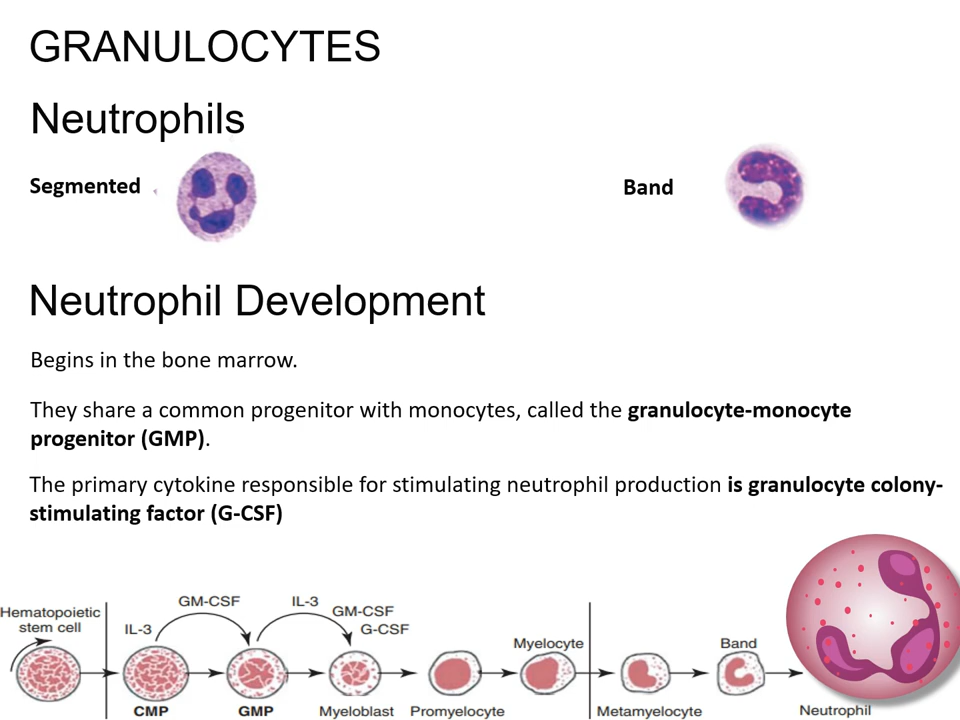 GRANULOCYTES
Neutrophils
Segmented
Band
Neutrophil Development
Begins in the bone marrow.
They share a common progenitor with monocytes, called the granulocyte-monocyte
progenitor (GMP).
The primary cytokine responsible for stimulating neutrophil production is granulocyte colony-
stimulating factor (G-CSF)
Hematopoietic
stem cell
IL-3
GM-CSF
IL-3
GM-CSF
G-CSF
Myelocyte
Band
CMP
GMP
Myeloblast
Promyelocyte
Metamyelocyte
Neutrophil